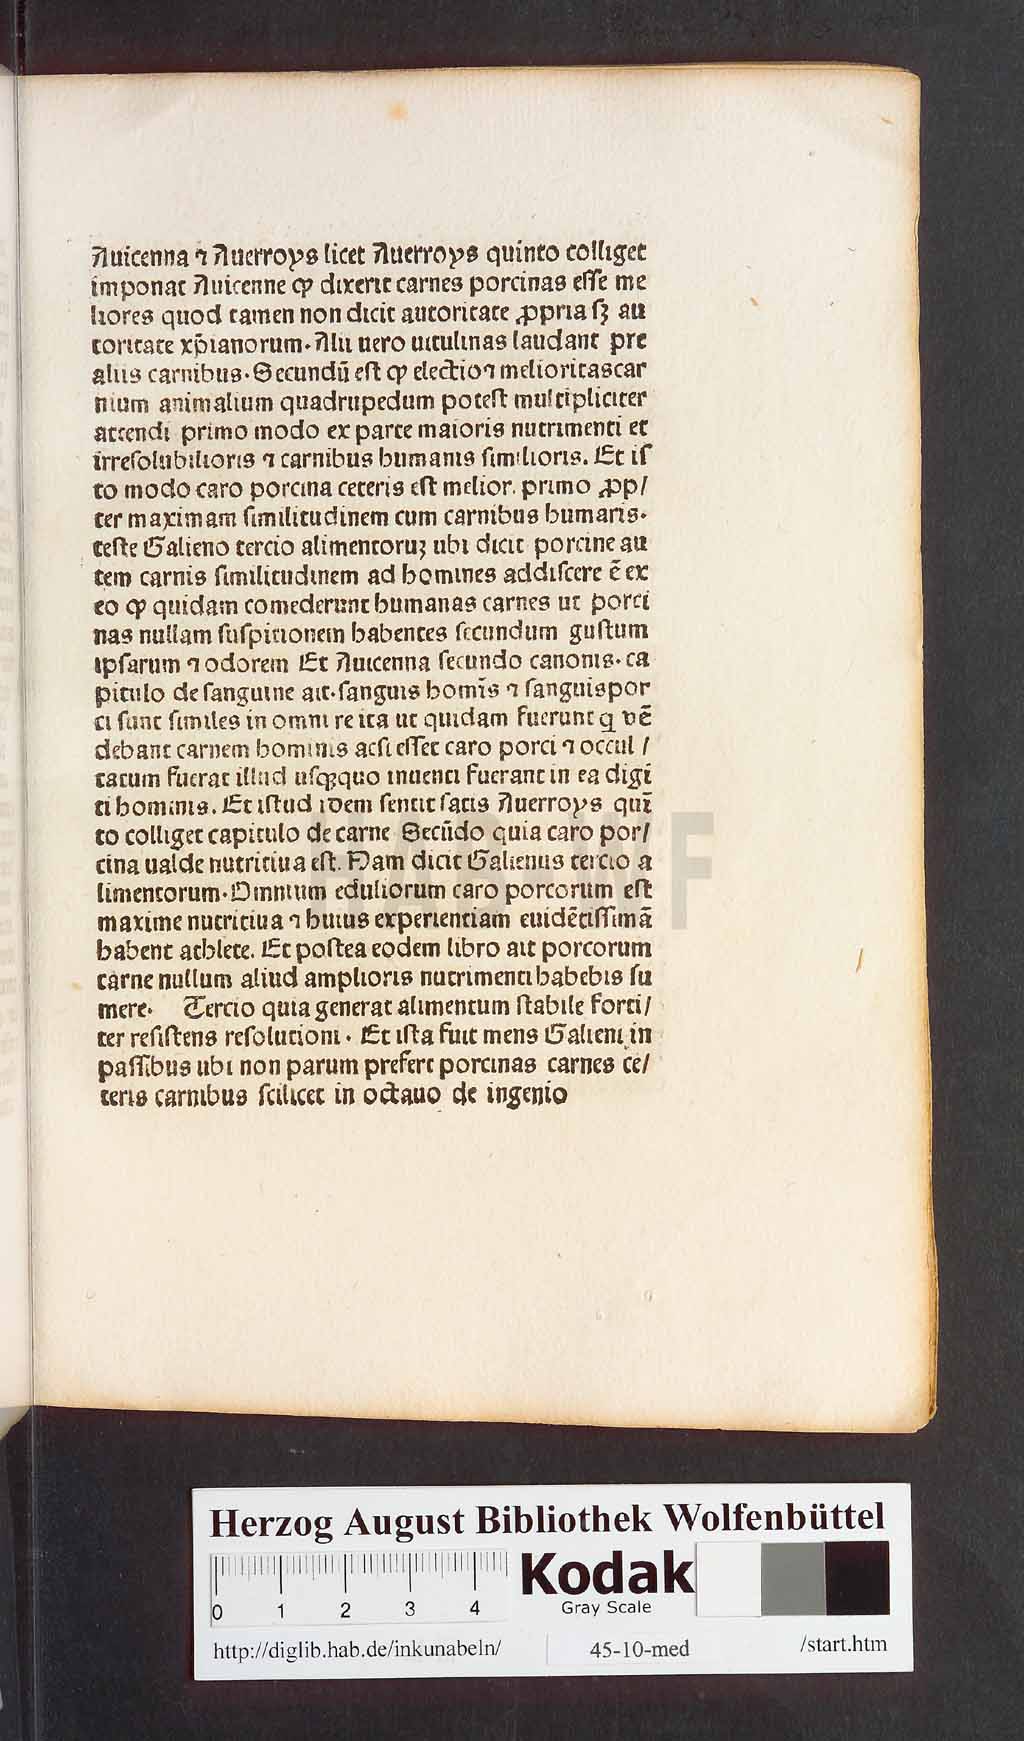 Auicenna ⁊ Auerroys licet Auerroys quinto colliget
imponat Auicenne ꝙ dixerit carnes porcinas eſſe me
liores quod tamen non dicit autoritate ꝓpria ſꝫ au
toritate xp̄ianorum. Alii uero uitulinas laudant pre
aliis carnibus. Secundū eſt ꝙ electio ⁊ melioritas car
nium animalium quadrupedum poteſt multipliciter
attendi primo modo ex parte maioris nutrimenti et
irreſolubilioris ⁊ carnibus humanis ſimilioris. Et iſ
to modo caro porcina ceteris eſt melior. primo ꝓp/
ter maximam ſimilitudinem cum carnibus humanis.
teſte Galieno tercio alimentoruꝫ ubi dicit porcine au
tem carnis ſimilitudinem ad homines addiſcere ē ex
eo ꝙ quidam comederunt humanas carnes ut porci
nas nullam ſuſpitionem habentes ſecundum guſtum
ipſarum ⁊ odorem Et Auicenna ſecundo canonis. ca
pitulo de ſanguine ait. ſanguis homīs ⁊ ſanguis por
ci ſunt ſimiles in omni re ita ut quidam fuerunt q̨ vē
debant carnem hominis acſi eſſet caro porci ⁊ occul /
tatum fuerat illud uſqꝫquo inuenti fuerant in ea digi
ti hominis. Et iſtud idem ſentit ſatis Auerroys quī
to colliget capitulo de carne Secūdo quia caro por/
cina ualde nutritiua eſt. Nam dicit Galienus tercio a
limentorum. Omnium eduliorum caro porcorum eſt
maxime nutritiua ⁊ huius experientiam euidētiſſimā
habent athlete. Et poſtea eodem libro ait porcorum
carne nullum aliud amplioris nutrimenti habebis ſu
mere. Tercio quia generat alimentum ſtabile forti/
ter reſiſtens reſolutioni. Et iſta fuit mens Galieni in
paſſibus ubi non parum prefert porcinas carnes ce/
teris carnibus ſcilicet in octauo de ingenio
HAB WF
Herzog August Bibliothek Wolfenbüttel
0 1 2 3 4
Kodak
Gray Scale
http://diglib.hab.de/inkunabeln/ 45-10-med /start.htm